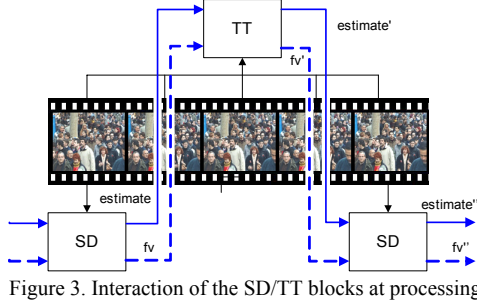 TT
estimate'
fv'
estimate
estimate''
SD
fv
SD
fv''
Figure 3. Interaction of the SD/TT blocks at processing